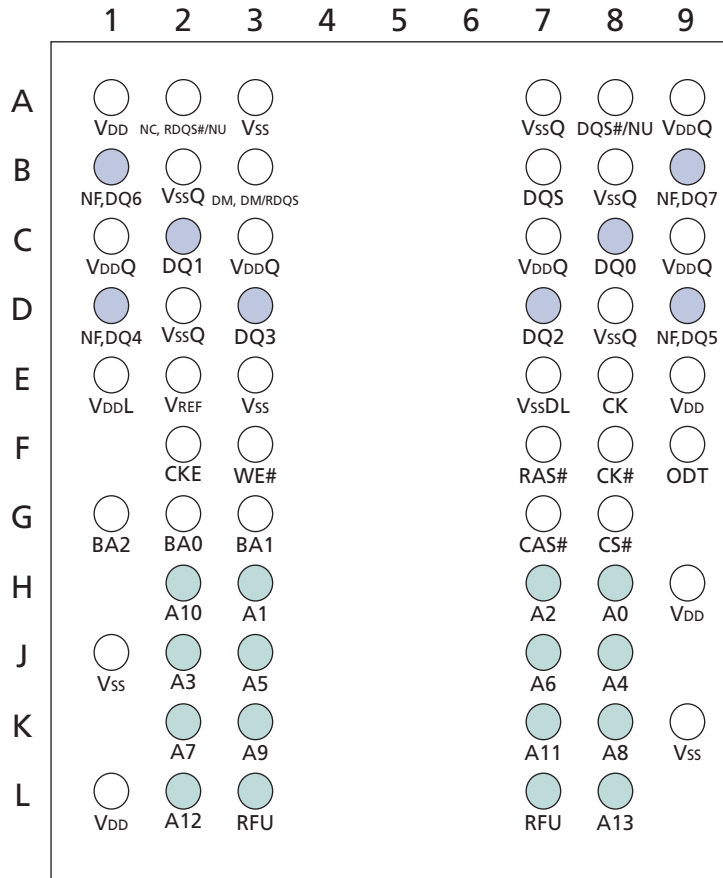 1 2 3 4 5 6 7 8 9
A
VDD NC, RDQS#/NU VSS VSSQ DQS#/NU VDDQ
B
NF,DQ6 VSSQ DM, DM/RDQS DQS VSSQ NF,DQ7
C
VDDQ DQ1 VDDQ VDDQ DQ0 VDDQ
D
NF,DQ4 VSSQ DQ3 DQ2 VSSQ NF,DQ5
E
VDDL VREF VSS VSSDL CK VDD
F
CKE WE# RAS# CK# ODT
G
BA2 BA0 BA1 CAS# CS#
H
A10 A1 A2 A0 VDD
J
VSS A3 A5 A6 A4
K
A7 A9 A11 A8 VSS
L
VDD A12 RFU RFU A13